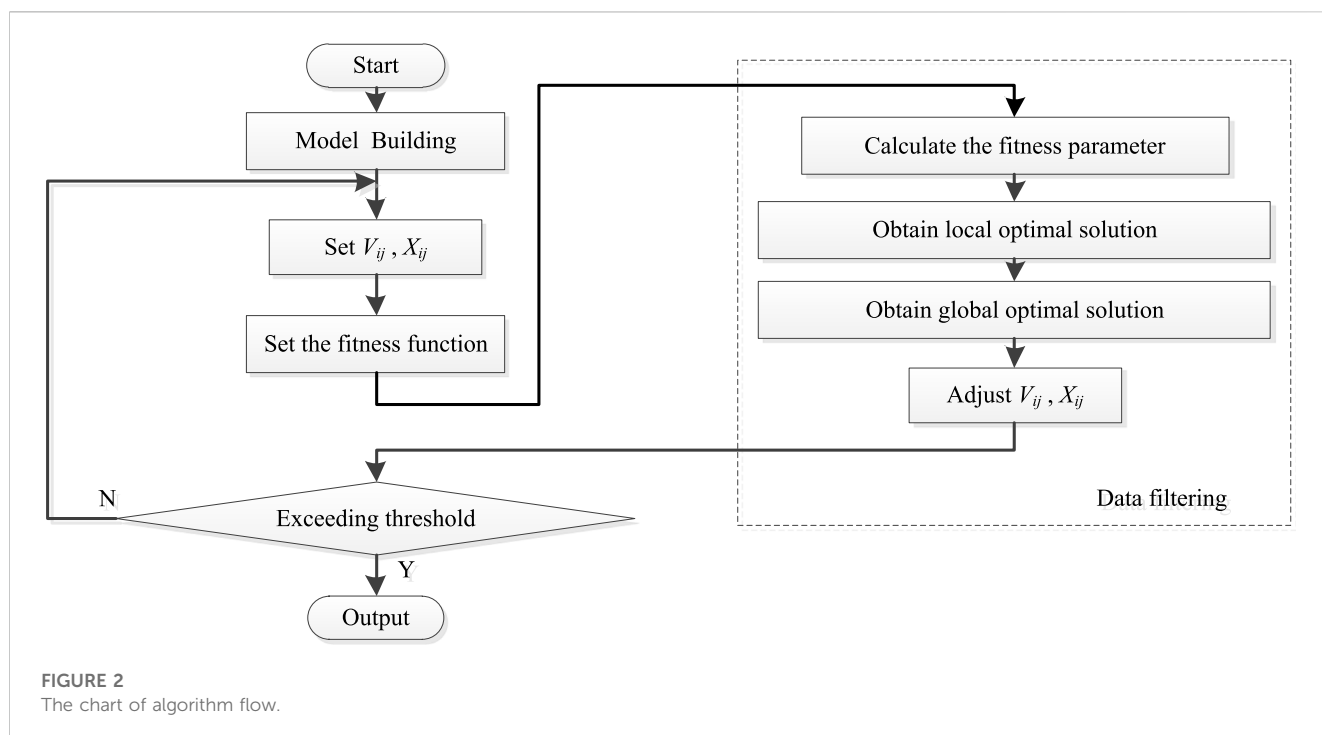 Start
Model Building
Set V_ij , X_ij
Set the fitness function
Calculate the fitness parameter
Obtain local optimal solution
Obtain global optimal solution
Adjust V_ij , X_ij
Data filtering
N
Exceeding threshold
Y
Output
FIGURE 2
The chart of algorithm flow.